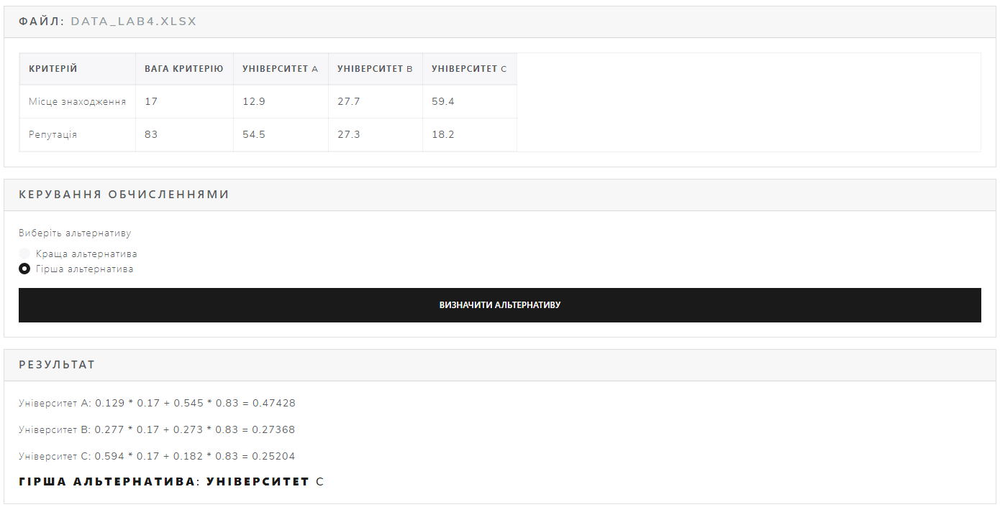 ФАЙЛ: DATA_LAB4.XLSX
КРИТЕРІЙ ВАГА КРИТЕРІЮ УНІВЕРСИТЕТ A УНІВЕРСИТЕТ B УНІВЕРСИТЕТ C
Місце знаходження 17 12.9 27.7 59.4
Репутація 83 54.5 27.3 18.2
КЕРУВАННЯ ОБЧИСЛЕННЯМИ
Виберіть альтернативу
Краща альтернатива
Гірша альтернатива
ВИЗНАЧИТИ АЛЬТЕРНАТИВУ
РЕЗУЛЬТАТ
Університет A: 0.129 * 0.17 + 0.545 * 0.83 = 0.47428
Університет B: 0.277 * 0.17 + 0.273 * 0.83 = 0.27368
Університет C: 0.594 * 0.17 + 0.182 * 0.83 = 0.25204
ГІРША АЛЬТЕРНАТИВА: УНІВЕРСИТЕТ C